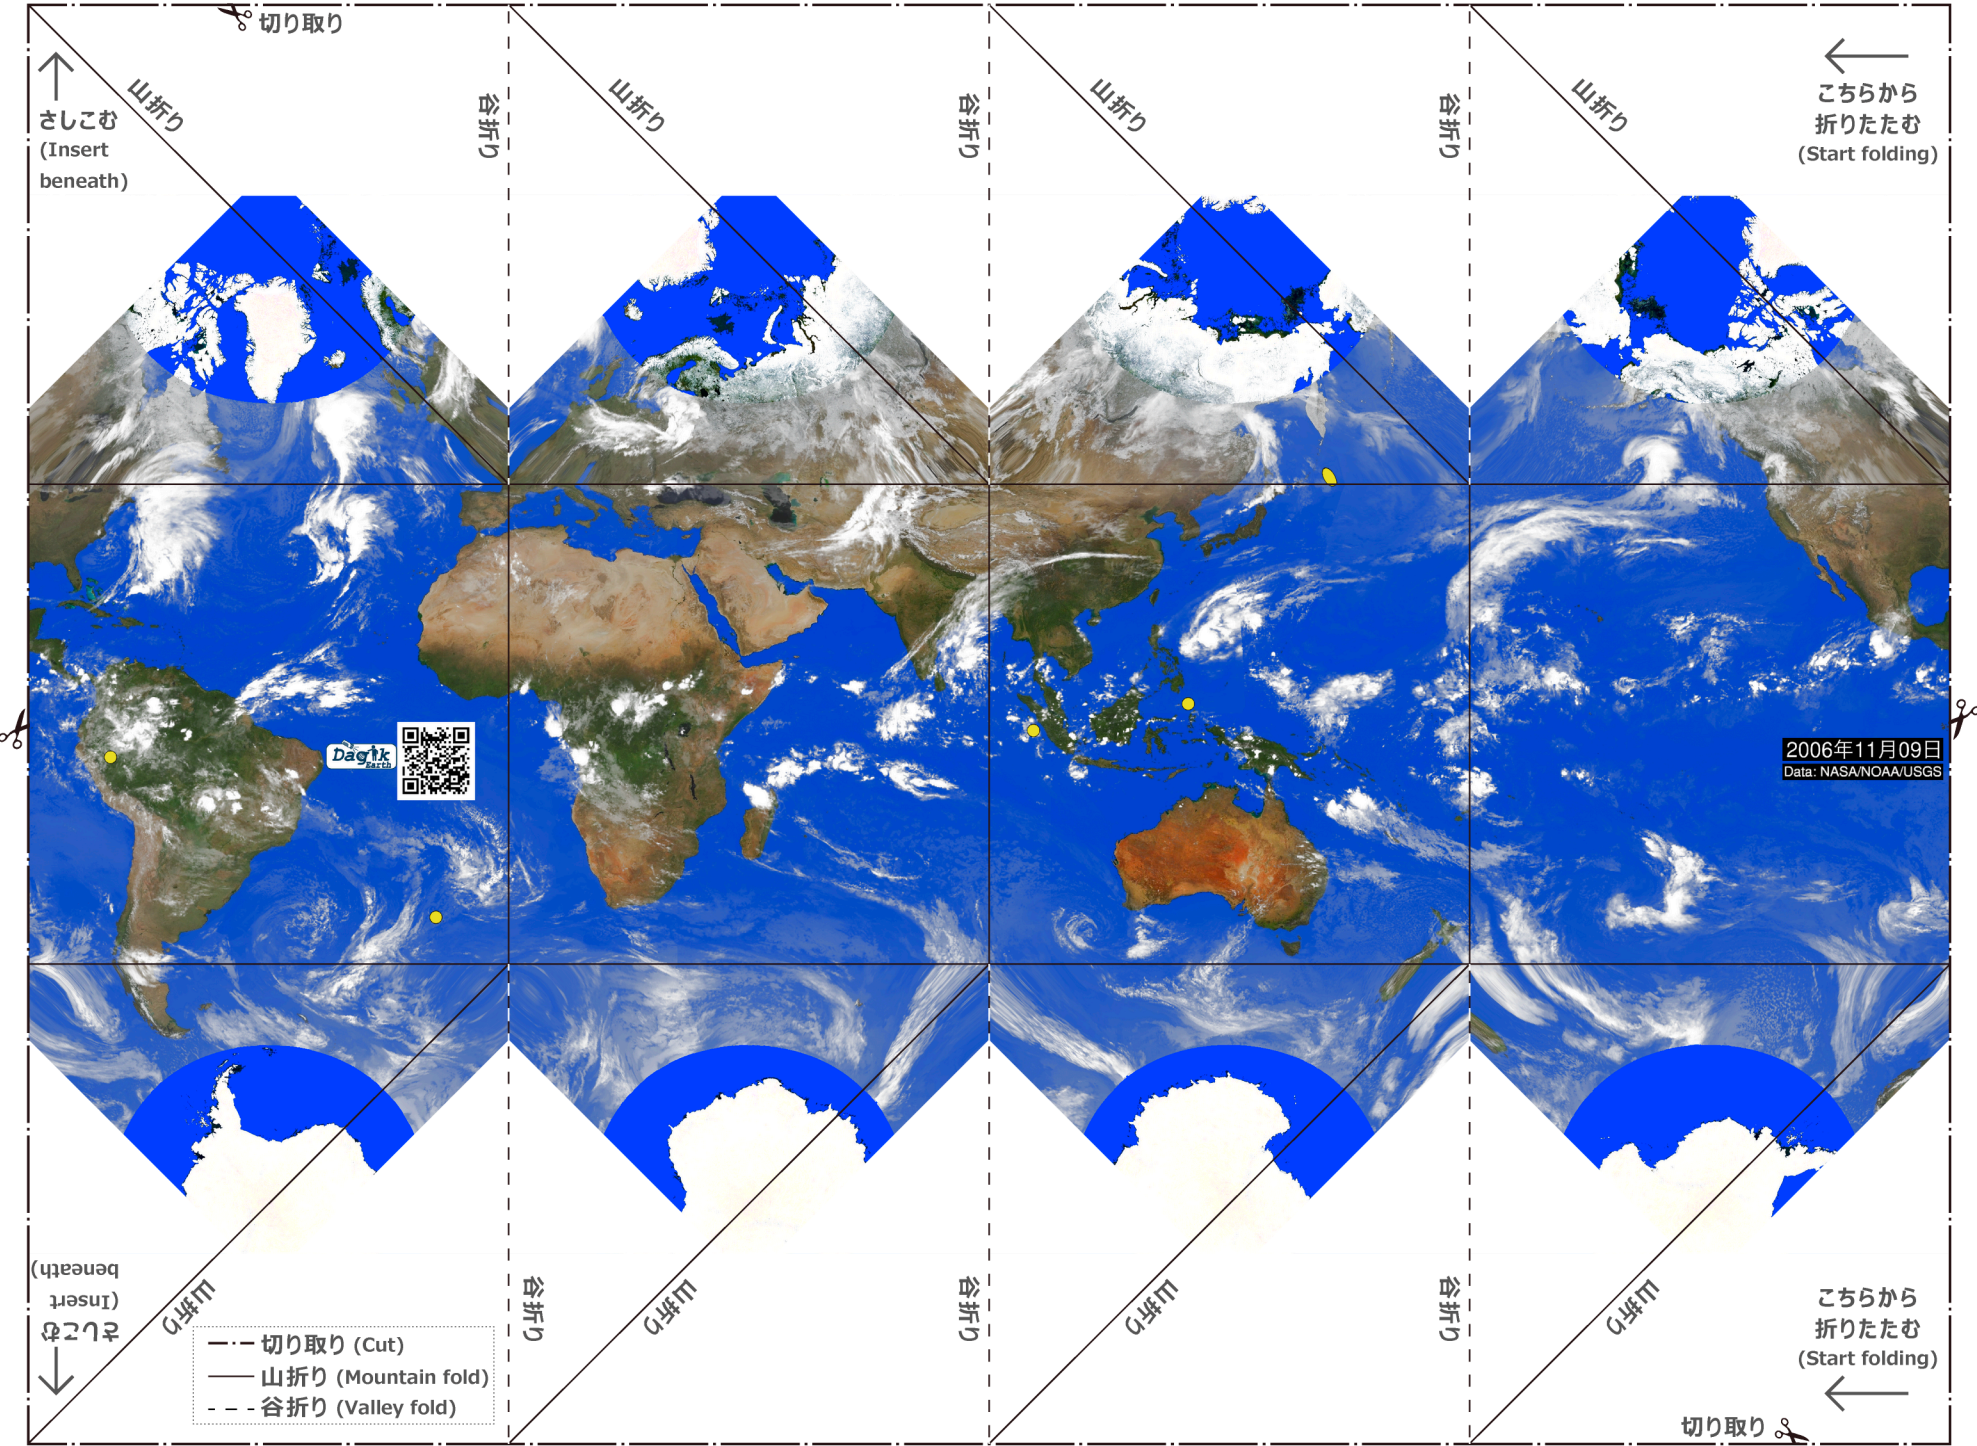 切り取り
さしこむ
(Insert
beneath)
山折り
谷折り
山折り
谷折り
山折り
谷折り
山折り
こちらから
折りたたむ
(Start folding)
Dagik
Earth
2006年11月09日
Data: NASA/NOAA/USGS
さしこむ
(Insert
beneath)
山折り
谷折り
山折り
谷折り
山折り
谷折り
山折り
こちらから
折りたたむ
(Start folding)
切り取り (Cut)
山折り (Mountain fold)
谷折り (Valley fold)
切り取り